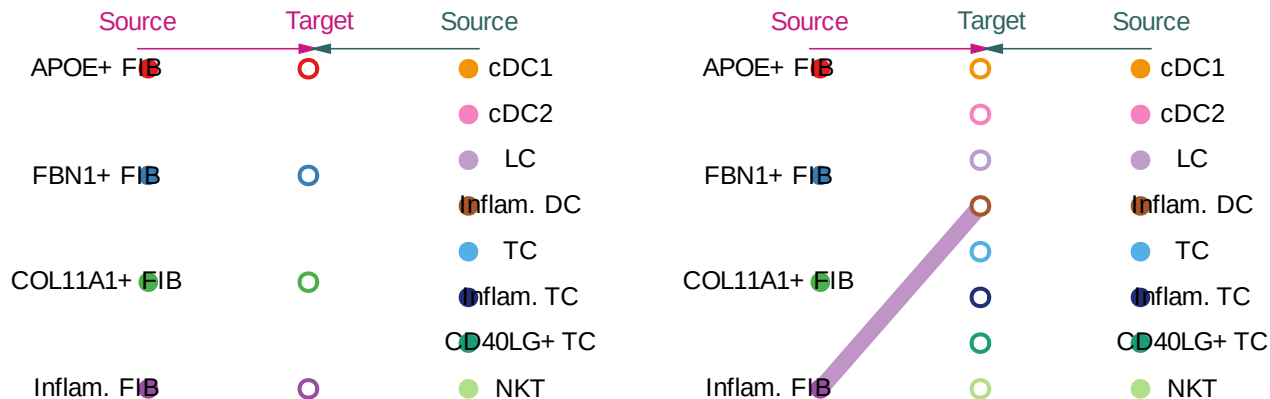 Source Target Source
APOE+ FIB cDC1
cDC2
LC
FBN1+ FIB
Inflam. DC
TC
COL11A1+ FIB
Inflam. TC
CD40LG+ TC
Inflam. FIB NKT
Source Target Source
APOE+ FIB cDC1
cDC2
LC
FBN1+ FIB
Inflam. DC
TC
COL11A1+ FIB
Inflam. TC
CD40LG+ TC
Inflam. FIB NKT